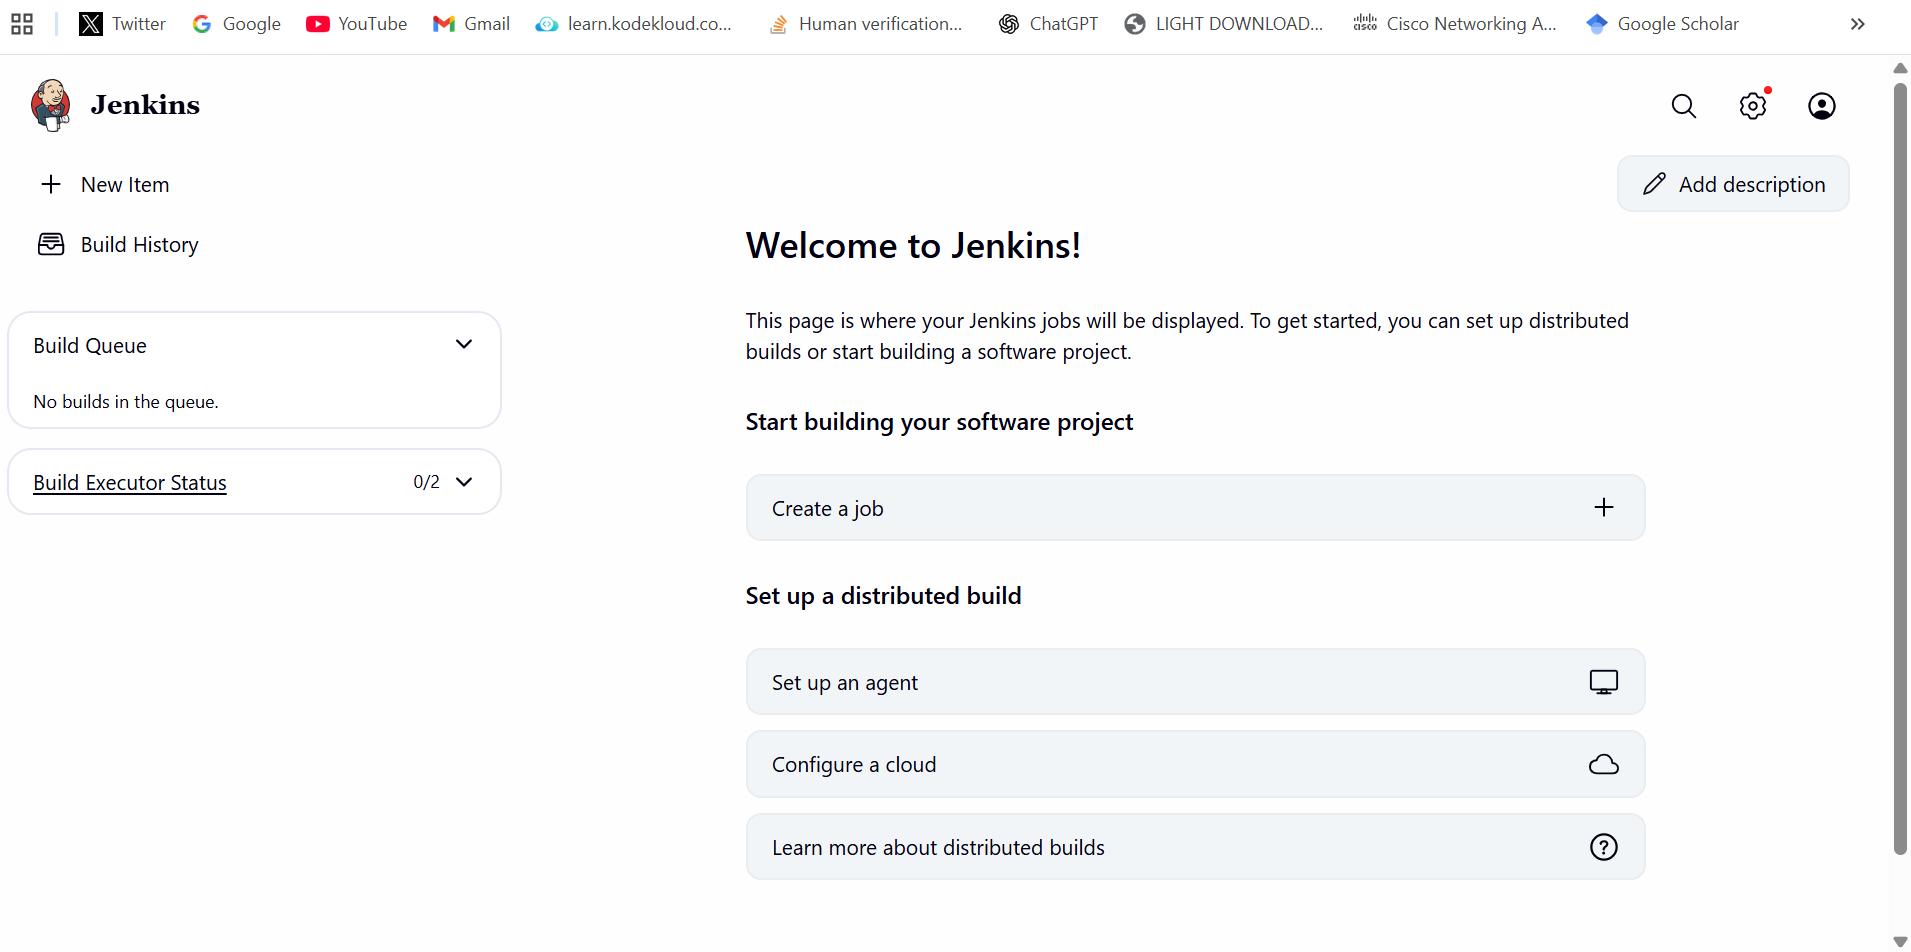 Twitter
Google
YouTube
Gmail
learn.kodekloud.co...
Human verification...
ChatGPT
LIGHT DOWNLOAD...
Cisco Networking A...
Google Scholar
Jenkins
New Item
Build History
Build Queue
No builds in the queue.
Build Executor Status 0/2
Add description
Welcome to Jenkins!
This page is where your Jenkins jobs will be displayed. To get started, you can set up distributed
builds or start building a software project.
Start building your software project
Create a job
Set up a distributed build
Set up an agent
Configure a cloud
Learn more about distributed builds